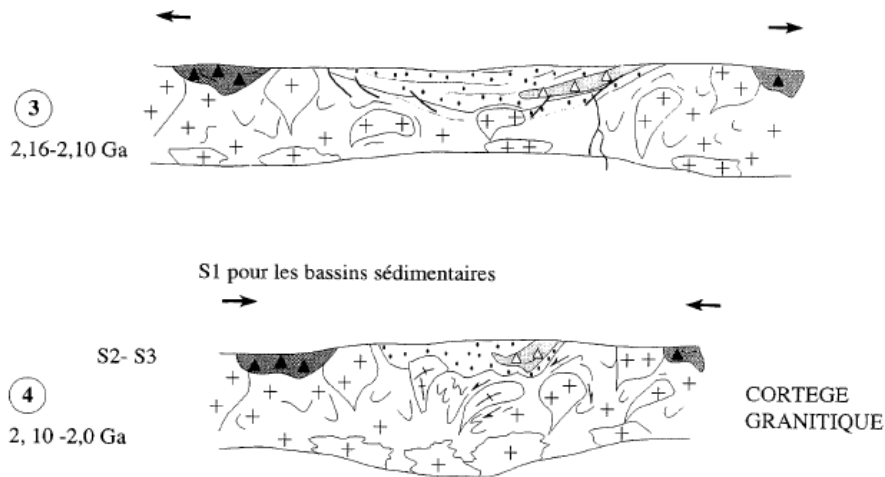 3
2,16-2,10 Ga
S1 pour les bassins sédimentaires
S2- S3
4
2, 10 -2,0 Ga
CORTEGE
GRANITIQUE